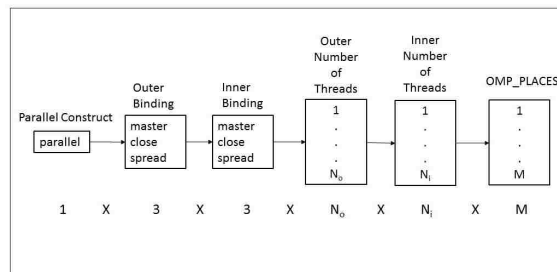 Parallel Construct
parallel
Outer
Binding
master
close
spread
Inner
Binding
master
close
spread
Outer
Number
of
Threads
1
.
.
.
Nₒ
Inner
Number
of
Threads
1
.
.
.
Nᵢ
OMP_PLACES
1
.
.
.
M
1 X 3 X 3 X Nₒ X Nᵢ X M